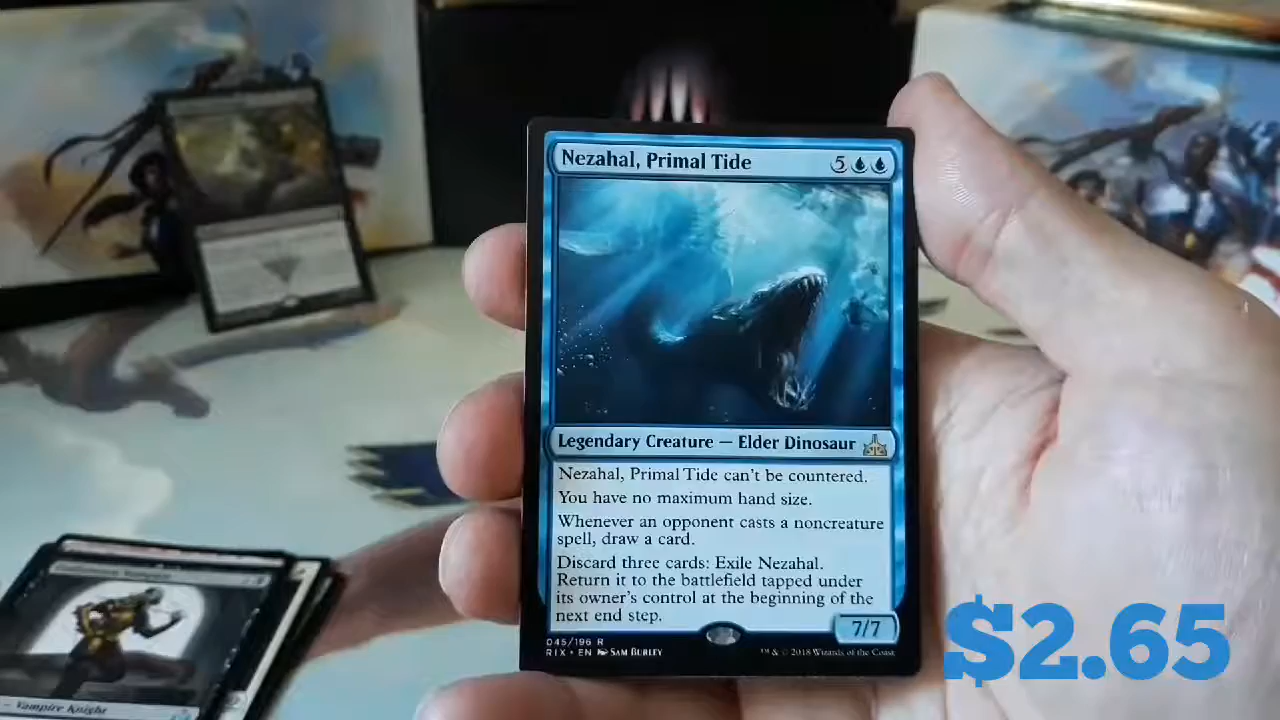 Nezahal, Primal Tide 5
Legendary Creature — Elder Dinosaur
Nezahal, Primal Tide can't be countered.
You have no maximum hand size.
Whenever an opponent casts a noncreature
spell, draw a card.
Discard three cards: Exile Nezahal.
Return it to the battlefield tapped under
its owner's control at the beginning of the
next end step.
7/7
045/196 R
RIX • EN SAM BURLEY
™ & © 2018 Wizards of the Coast
$2.65
– Vampire Knight